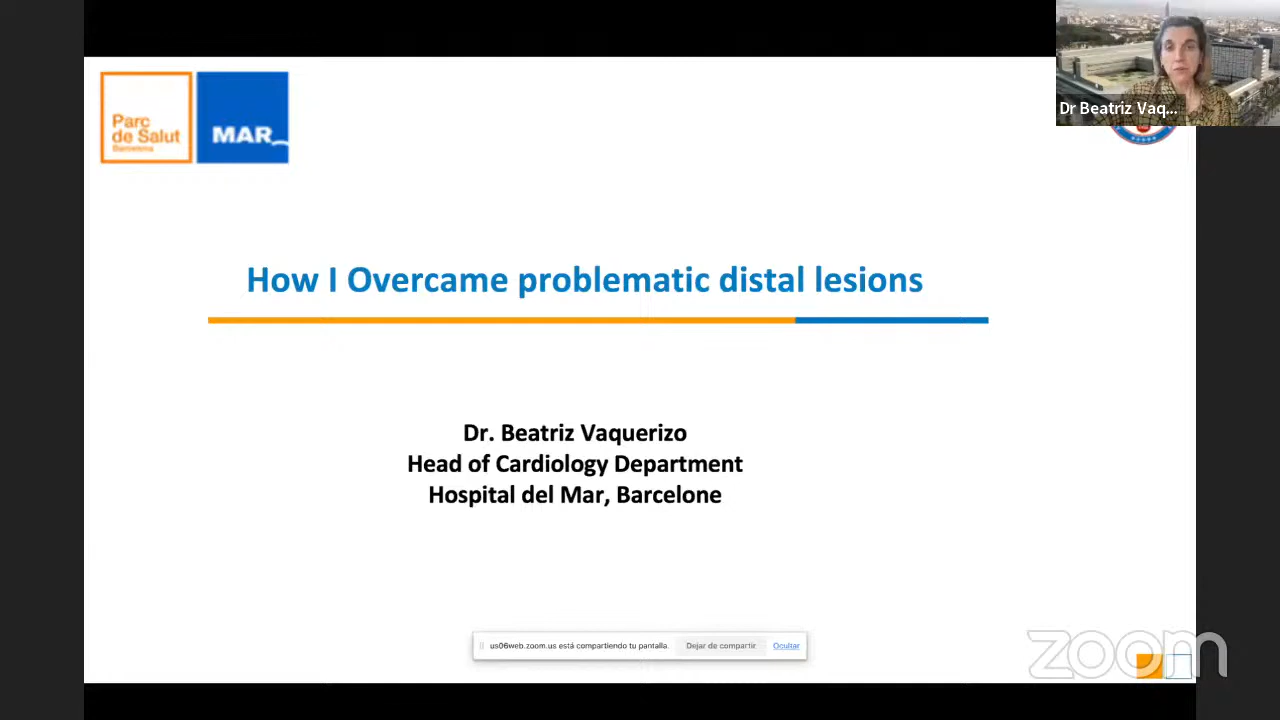 Parc
de Salut
Barcelona
MAR
Dr Beatriz Vaq...
How I Overcame problematic distal lesions
Dr. Beatriz Vaquerizo
Head of Cardiology Department
Hospital del Mar, Barcelone
us06web.zoom.us está compartiendo tu pantalla.
Dejar de compartir
Ocultar
zoom